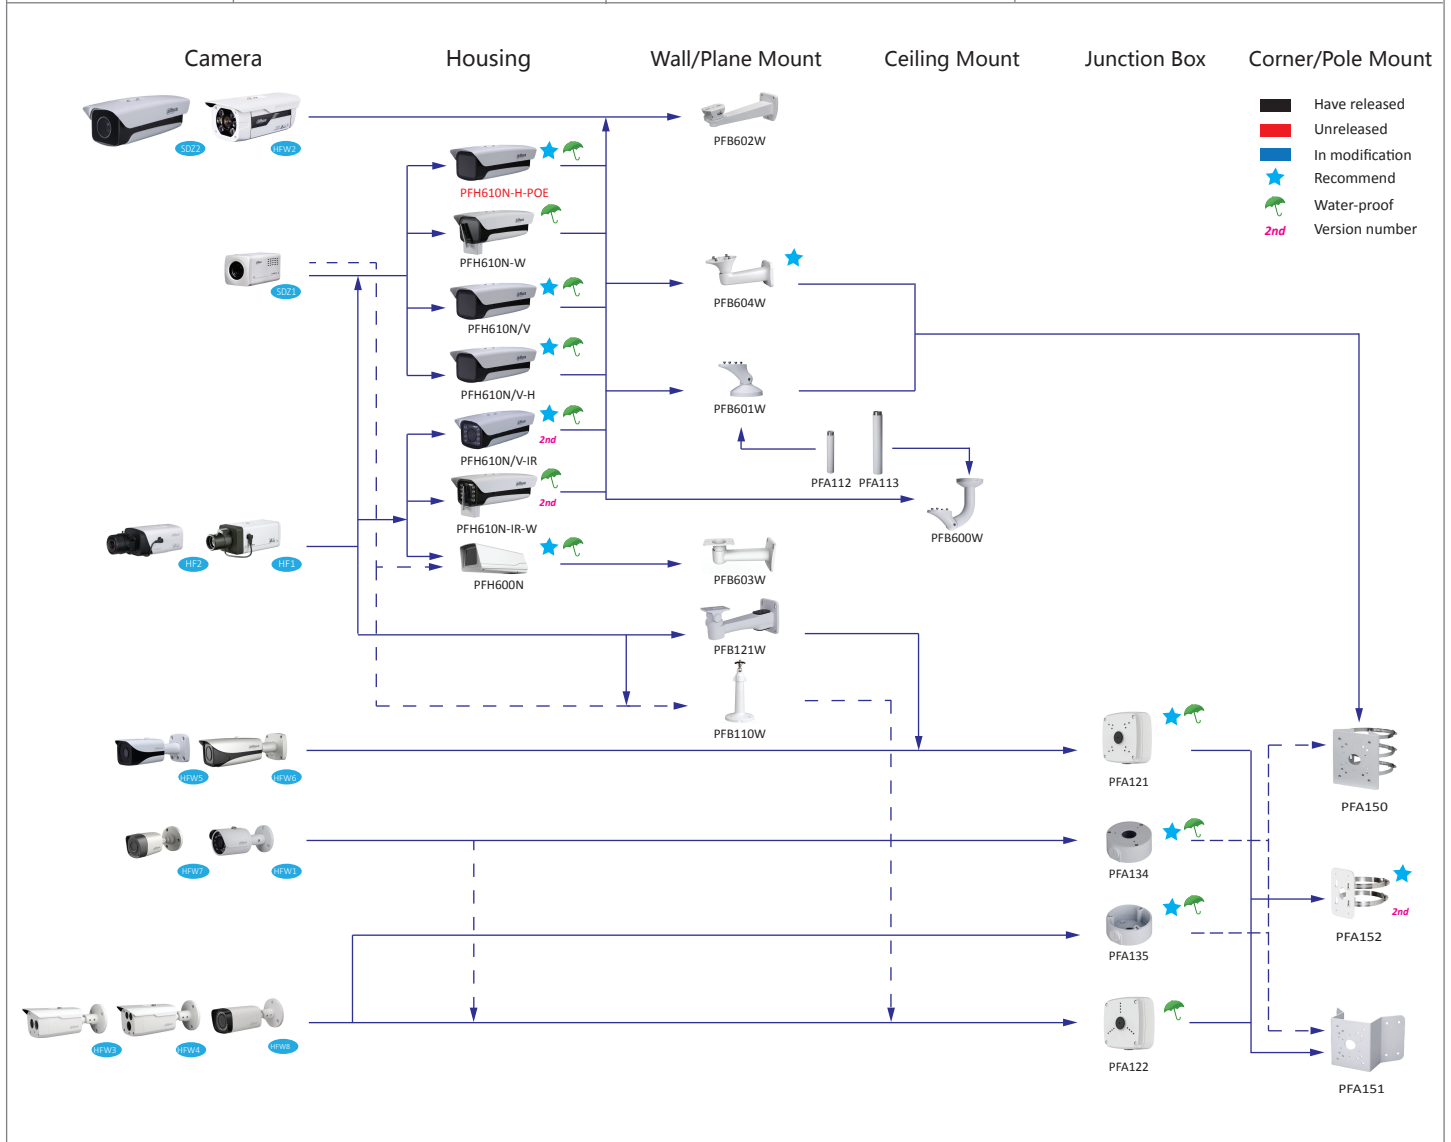 Camera
Housing
Wall/Plane Mount
Ceiling Mount
Junction Box
Corner/Pole Mount
Have released
Unreleased
In modification
Recommend
Water-proof
2nd Version number
SDZ2
HFW2
PFB602W
PFH610N-H-POE
PFH610N-W
SDZ1
PFB604W
PFH610N/V
PFH610N/V-H
PFB601W
2nd
PFH610N/V-IR
PFA112
PFA113
2nd
PFH610N-IR-W
PFB600W
HF2
HF1
PFH600N
PFB603W
PFB121W
PFB110W
HFW5
HFW6
PFA121
PFA150
HFW7
HFW1
PFA134
2nd
PFA152
PFA135
HFW3
HFW4
HFW8
PFA122
PFA151